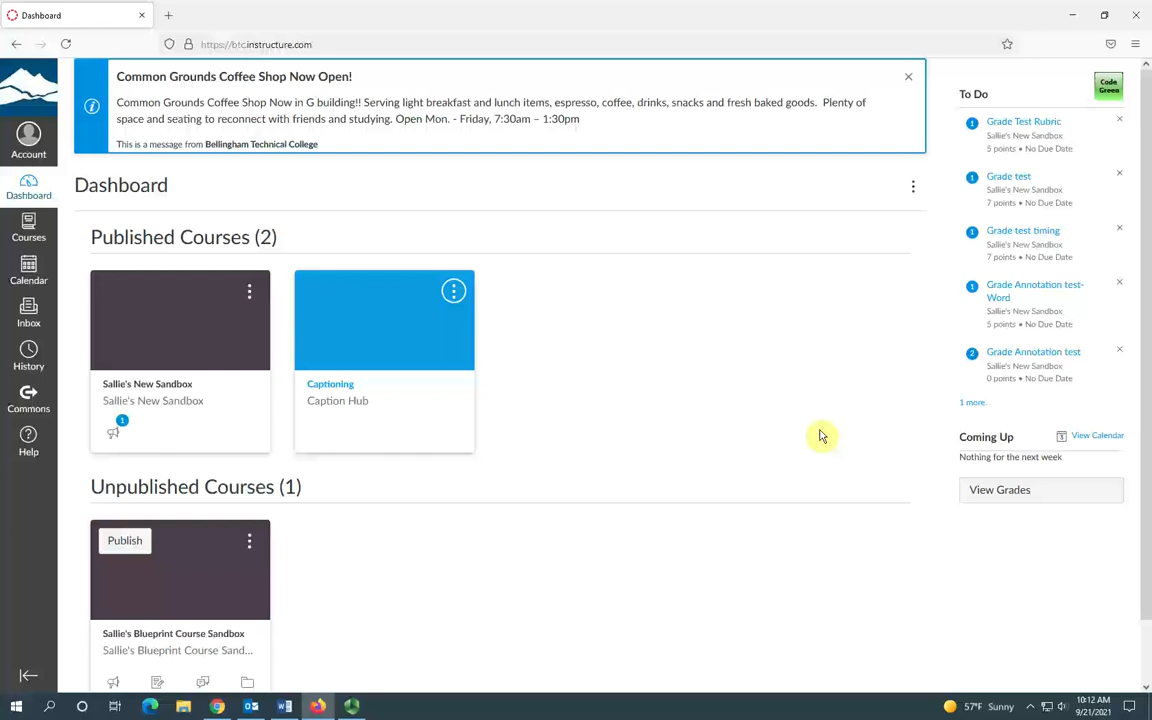 Dashboard
https://btc.instructure.com
Common Grounds Coffee Shop Now Open!
Common Grounds Coffee Shop Now in G building!! Serving light breakfast and lunch items, espresso, coffee, drinks, snacks and fresh baked goods. Plenty of
space and seating to reconnect with friends and studying. Open Mon. - Friday, 7:30am – 1:30pm
This is a message from Bellingham Technical College
Account
Dashboard
Courses
Calendar
Inbox
History
Commons
Help
Dashboard
Published Courses (2)
Sallie's New Sandbox
Sallie's New Sandbox
1
Captioning
Caption Hub
Unpublished Courses (1)
Publish
Sallie's Blueprint Course Sandbox
Sallie's Blueprint Course Sand...
To Do
Code
Green
1 Grade Test Rubric
Sallie's New Sandbox
5 points • No Due Date
1 Grade test
Sallie's New Sandbox
7 points • No Due Date
1 Grade test timing
Sallie's New Sandbox
7 points • No Due Date
1 Grade Annotation test-
Word
Sallie's New Sandbox
5 points • No Due Date
2 Grade Annotation test
Sallie's New Sandbox
0 points • No Due Date
1 more.
Coming Up
View Calendar
Nothing for the next week
View Grades
57°F Sunny
10:12 AM
9/21/2021